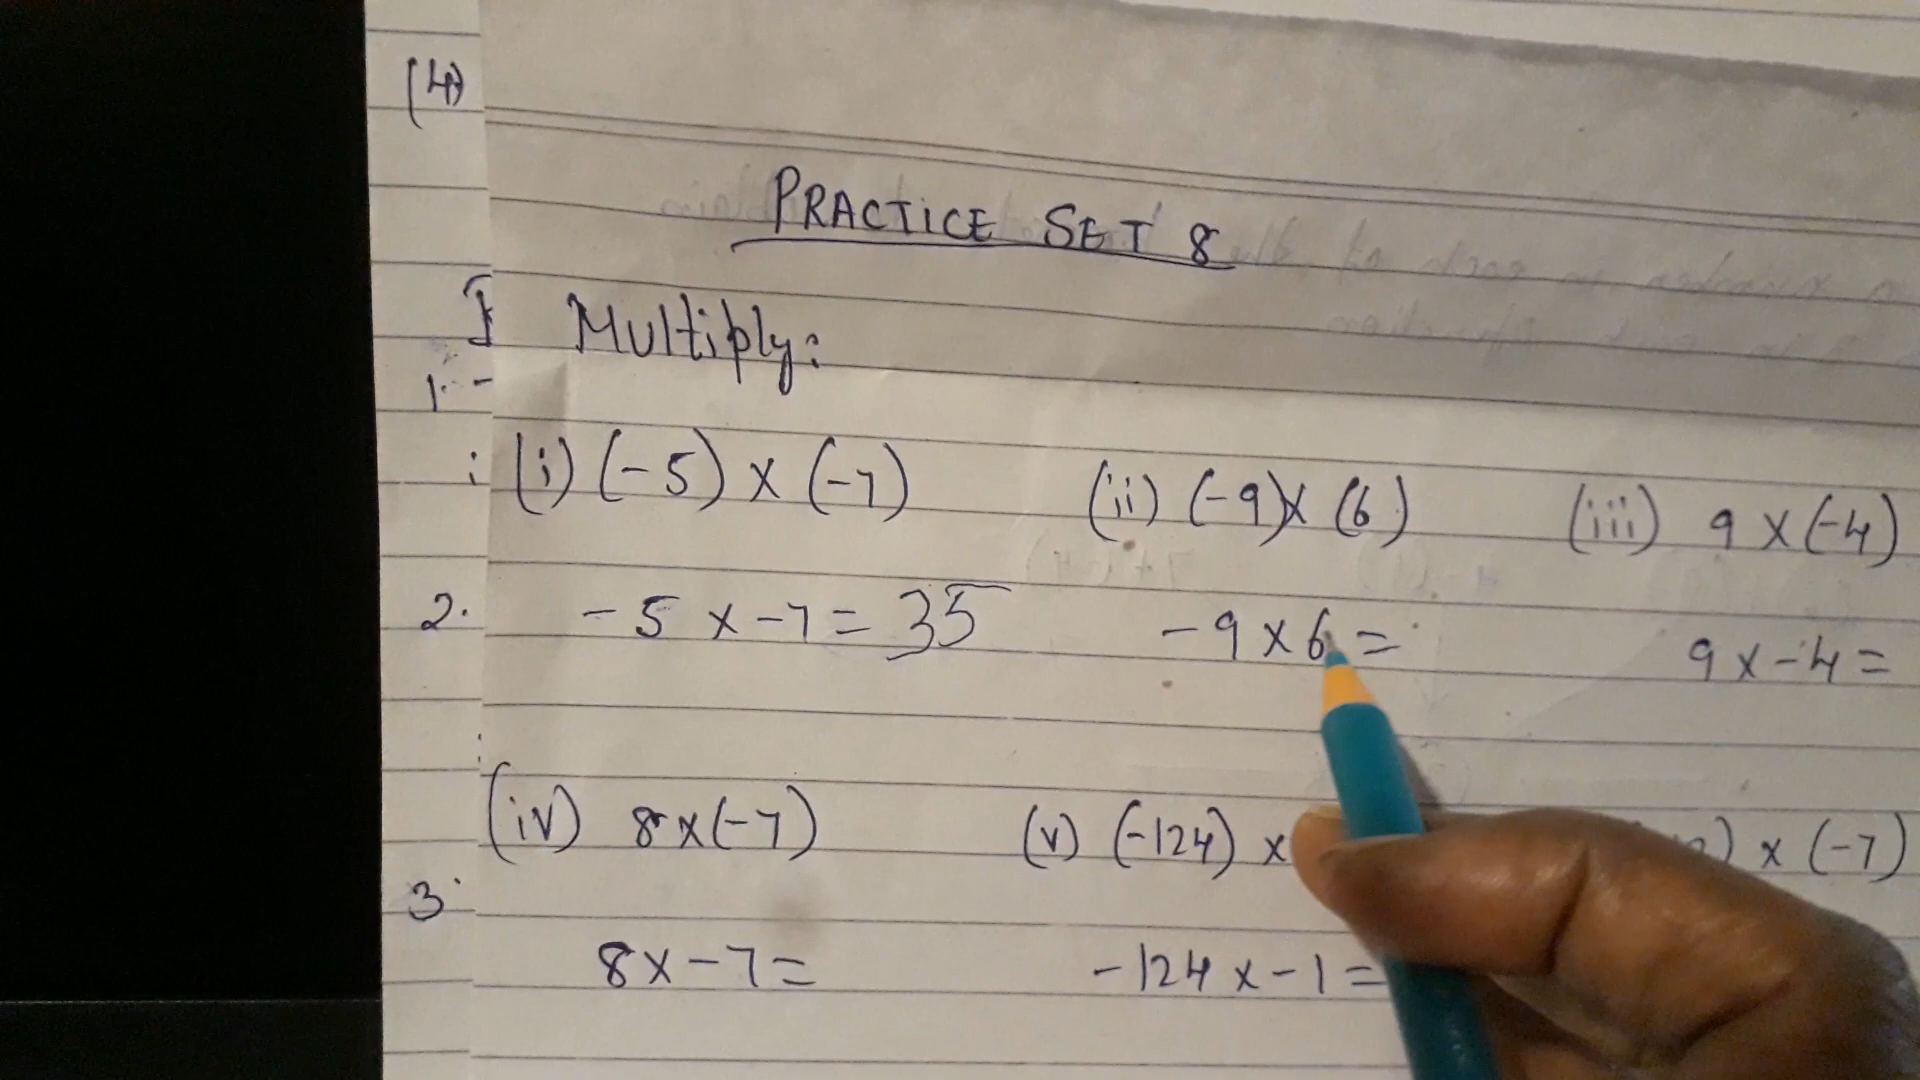 (4)
PRACTICE SET 8
Multiply:
1.
(i) (-5) x (-7) (ii) (-9) x (6) (iii) 9 x (-4)
2. -5 x -7 = 35 -9 x 6 = 9 x -4 =
(iv) 8 x (-7) (v) (-124) x ) x (-7)
3.
8 x -7 = -124 x -1 =